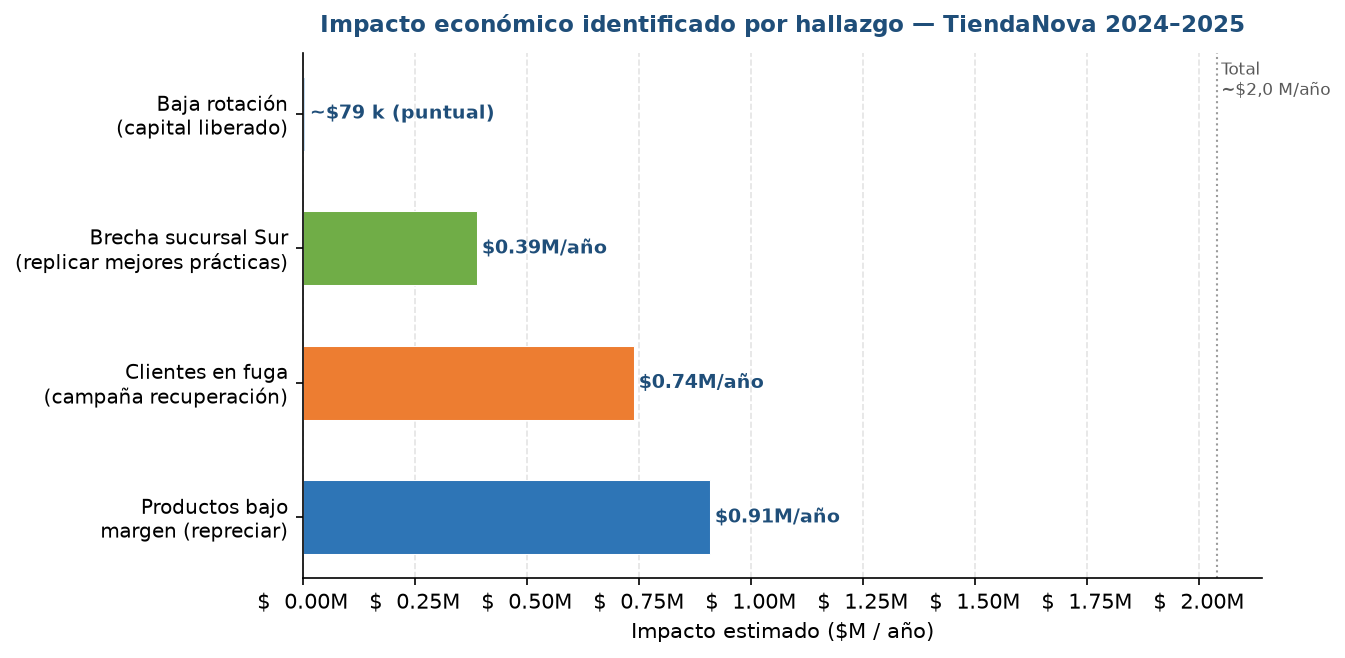 Impacto económico identificado por hallazgo — TiendaNova 2024–2025
Total
~$2,0 M/año
Baja rotación
(capital liberado)
~$79 k (puntual)
Brecha sucursal Sur
(replicar mejores prácticas)
$0.39M/año
Clientes en fuga
(campaña recuperación)
$0.74M/año
Productos bajo
margen (repreciar)
$0.91M/año
$ 0.00M $ 0.25M $ 0.50M $ 0.75M $ 1.00M $ 1.25M $ 1.50M $ 1.75M $ 2.00M
Impacto estimado ($M / año)